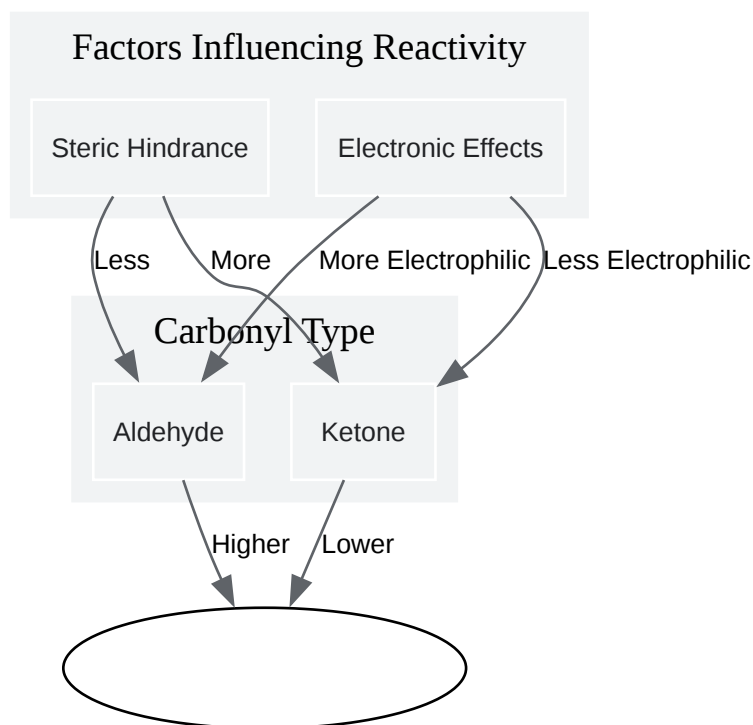 Factors Influencing Reactivity
Steric Hindrance
Electronic Effects
Less
More
More Electrophilic
Less Electrophilic
Carbonyl Type
Aldehyde
Ketone
Higher
Lower